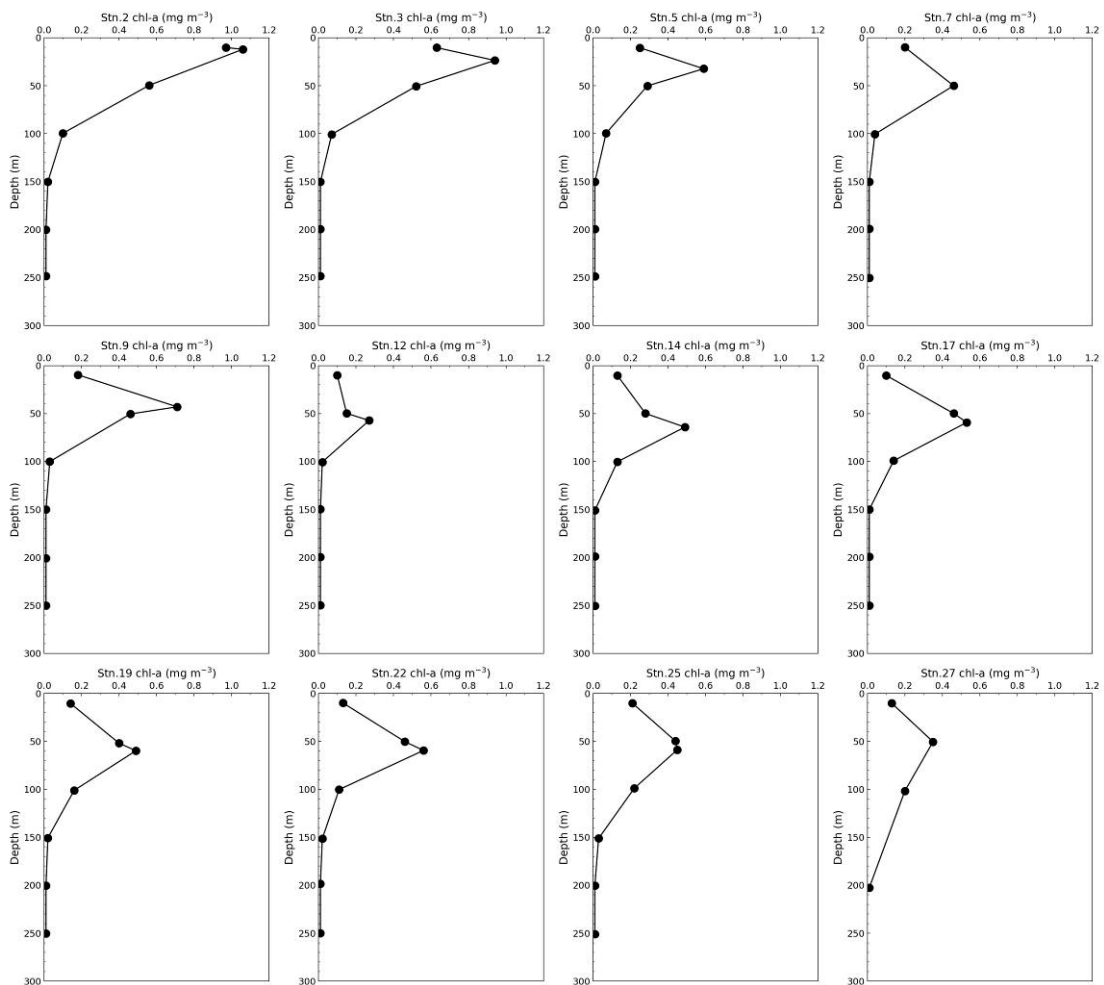 Stn.2 chl-a (mg m⁻³) Stn.3 chl-a (mg m⁻³) Stn.5 chl-a (mg m⁻³) Stn.7 chl-a (mg m⁻³)
0.0 0.2 0.4 0.6 0.8 1.0 1.2 0.0 0.2 0.4 0.6 0.8 1.0 1.2 0.0 0.2 0.4 0.6 0.8 1.0 1.2 0.0 0.2 0.4 0.6 0.8 1.0 1.2
0 0 0 0
50 50 50 50
100 100 100 100
150 150 150 150
Depth (m) Depth (m) Depth (m) Depth (m)
200 200 200 200
250 250 250 250
300 300 300 300
Stn.9 chl-a (mg m⁻³) Stn.12 chl-a (mg m⁻³) Stn.14 chl-a (mg m⁻³) Stn.17 chl-a (mg m⁻³)
0.0 0.2 0.4 0.6 0.8 1.0 1.2 0.0 0.2 0.4 0.6 0.8 1.0 1.2 0.0 0.2 0.4 0.6 0.8 1.0 1.2 0.0 0.2 0.4 0.6 0.8 1.0 1.2
0 0 0 0
50 50 50 50
100 100 100 100
150 150 150 150
Depth (m) Depth (m) Depth (m) Depth (m)
200 200 200 200
250 250 250 250
300 300 300 300
Stn.19 chl-a (mg m⁻³) Stn.22 chl-a (mg m⁻³) Stn.25 chl-a (mg m⁻³) Stn.27 chl-a (mg m⁻³)
0.0 0.2 0.4 0.6 0.8 1.0 1.2 0.0 0.2 0.4 0.6 0.8 1.0 1.2 0.0 0.2 0.4 0.6 0.8 1.0 1.2 0.0 0.2 0.4 0.6 0.8 1.0 1.2
0 0 0 0
50 50 50 50
100 100 100 100
150 150 150 150
Depth (m) Depth (m) Depth (m) Depth (m)
200 200 200 200
250 250 250 250
300 300 300 300